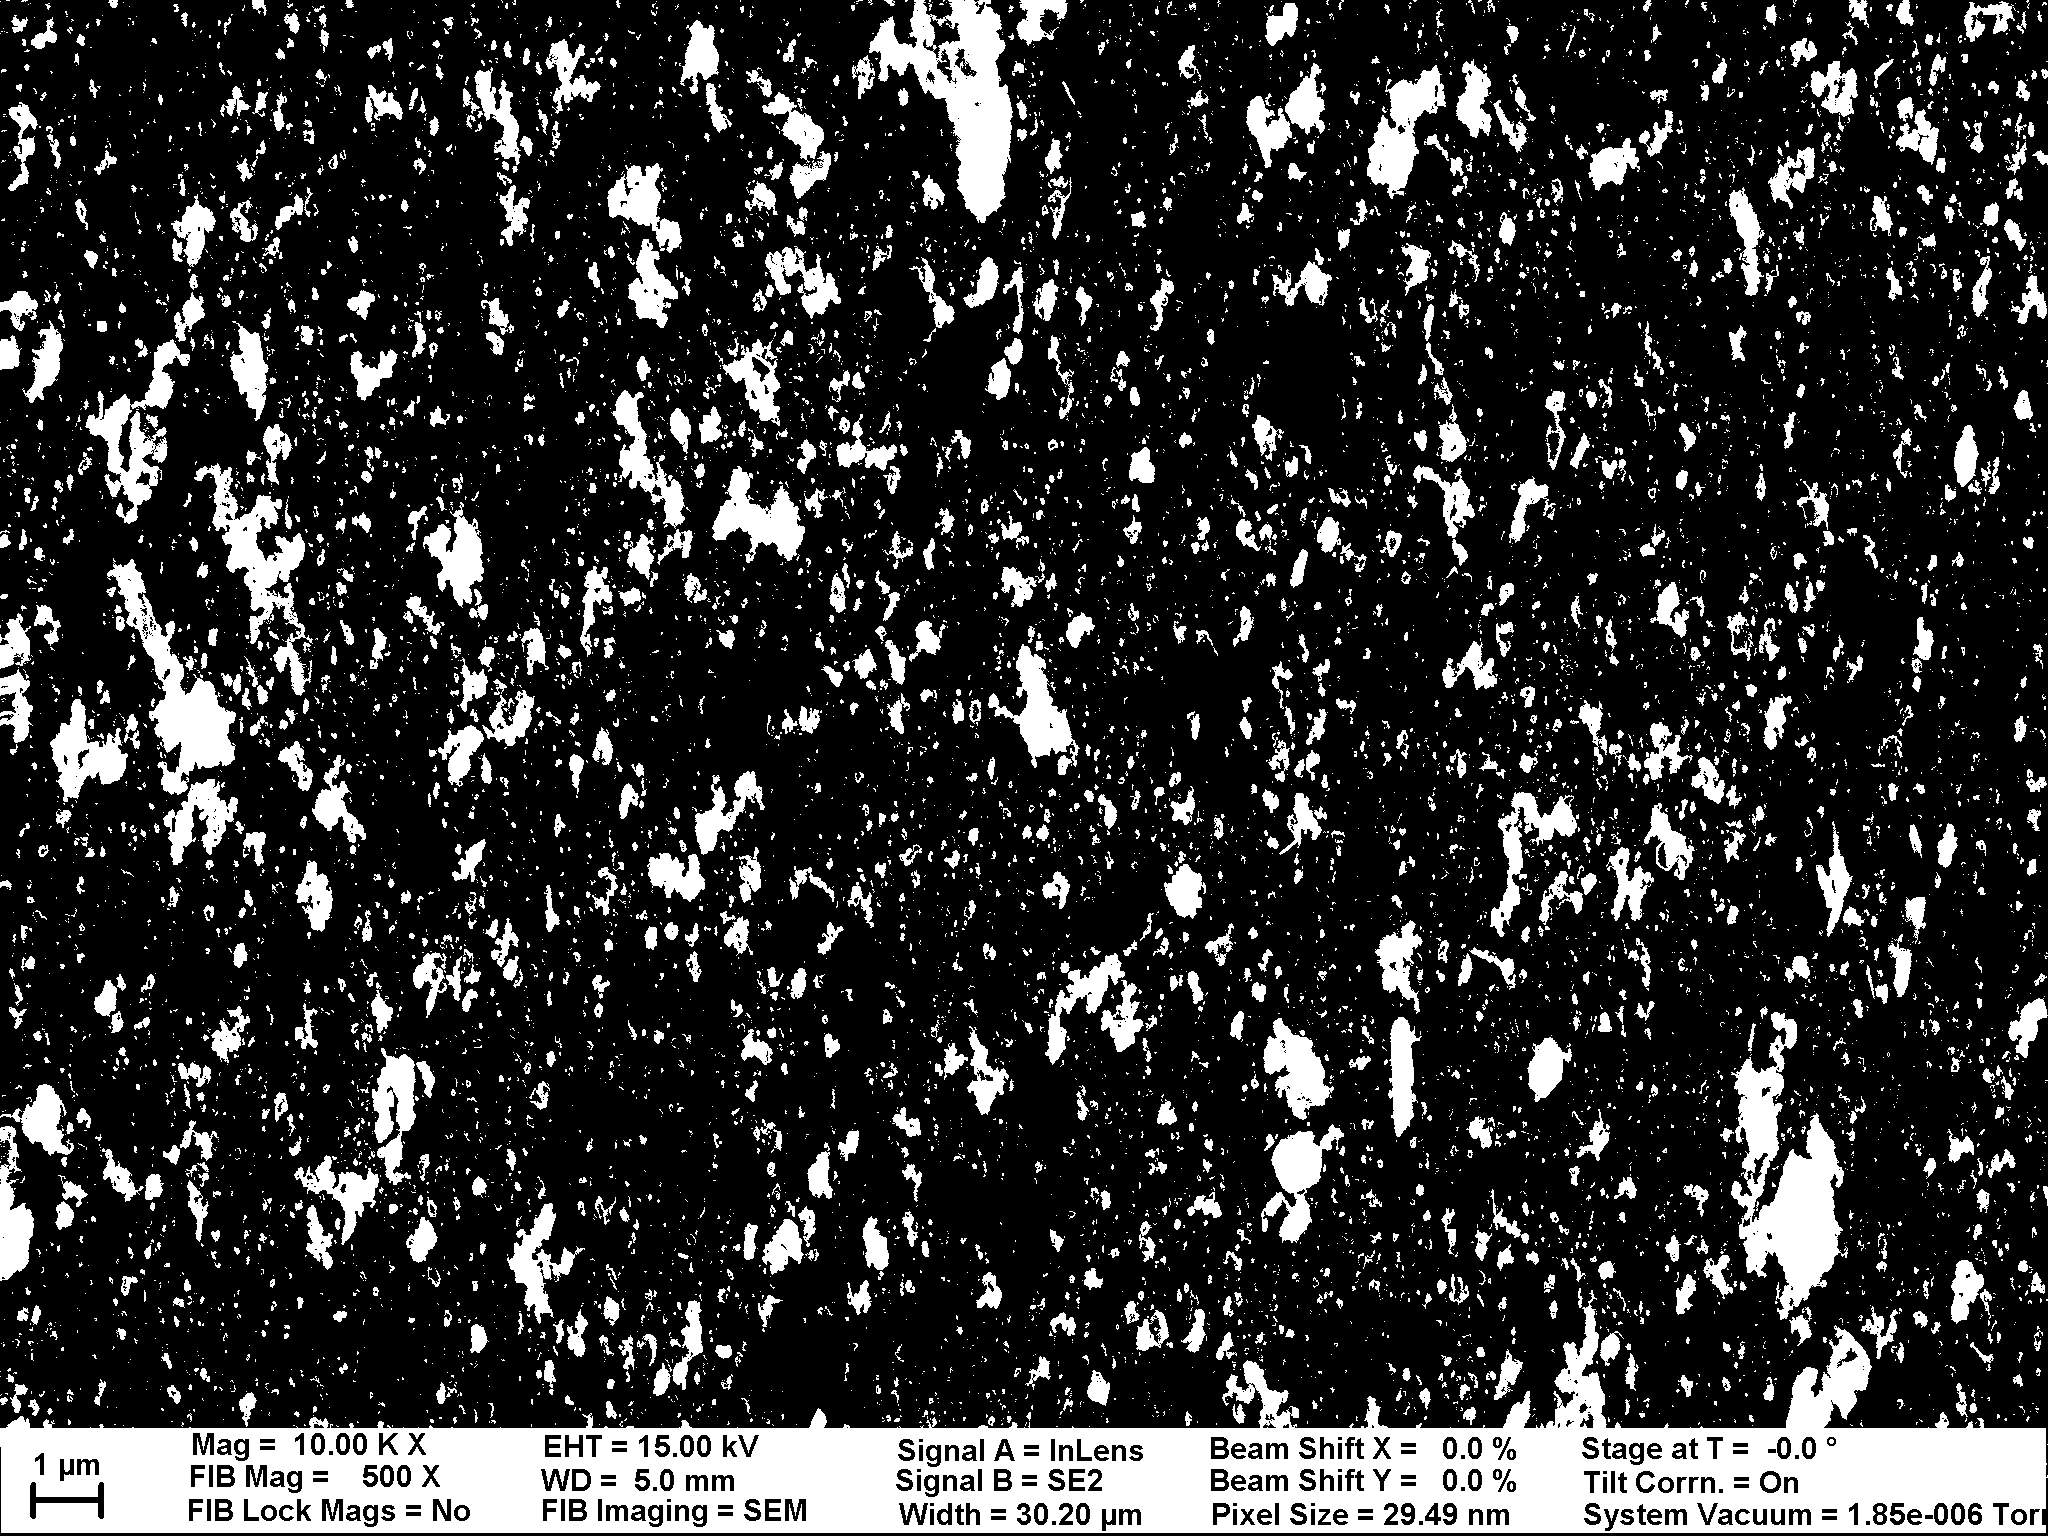 1 µm
Mag = 10.00 K X
FIB Mag = 500 X
FIB Lock Mags = No
EHT = 15.00 kV
WD = 5.0 mm
FIB Imaging = SEM
Signal A = InLens
Signal B = SE2
Width = 30.20 µm
Beam Shift X = 0.0 %
Beam Shift Y = 0.0 %
Pixel Size = 29.49 nm
Stage at T = -0.0 °
Tilt Corrn. = On
System Vacuum = 1.85e-006 Torr